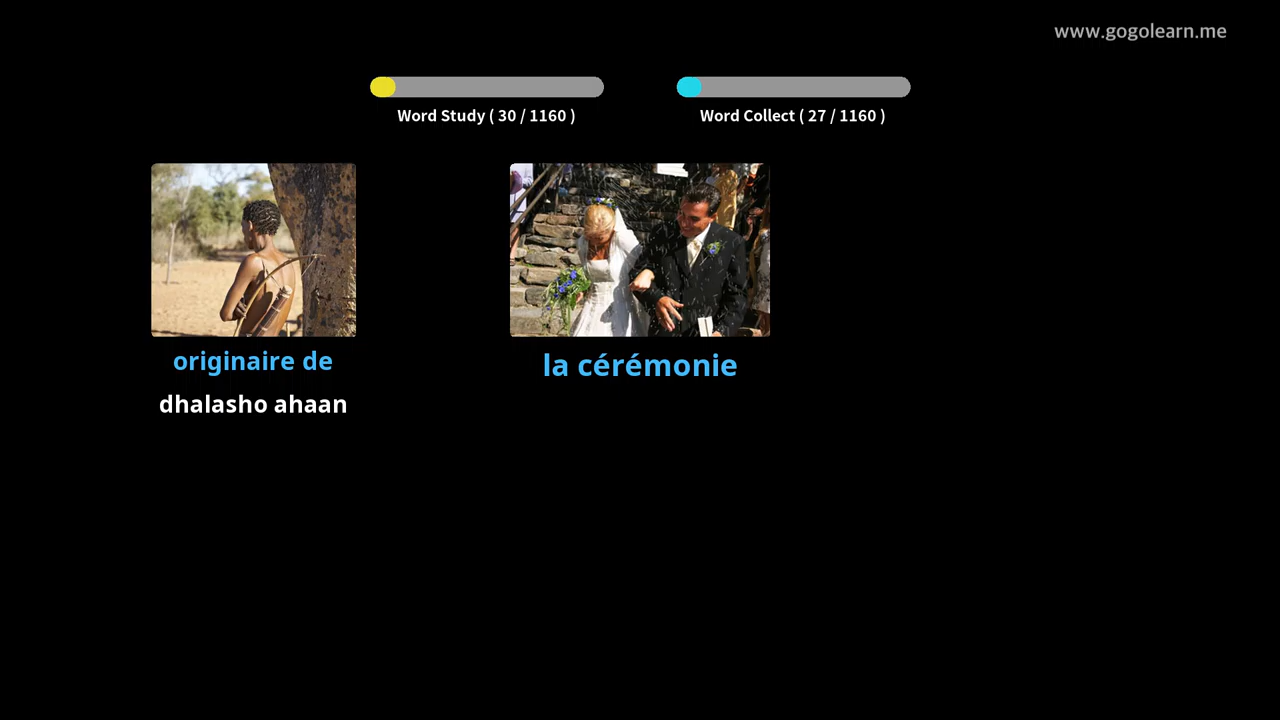 www.gogolearn.me
Word Study ( 30 / 1160 )
Word Collect ( 27 / 1160 )
originaire de
dhalasho ahaan
la cérémonie